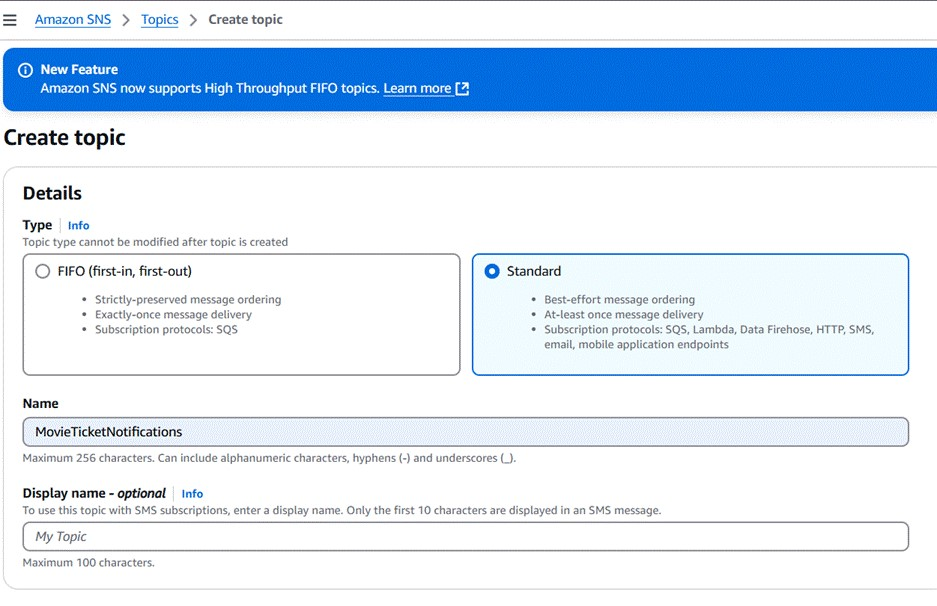 Amazon SNS > Topics > Create topic
New Feature
Amazon SNS now supports High Throughput FIFO topics. Learn more
Create topic
Details
Type Info
Topic type cannot be modified after topic is created
FIFO (first-in, first-out)
• Strictly-preserved message ordering
• Exactly-once message delivery
• Subscription protocols: SQS
Standard
• Best-effort message ordering
• At-least once message delivery
• Subscription protocols: SQS, Lambda, Data Firehose, HTTP, SMS,
email, mobile application endpoints
Name
MovieTicketNotifications
Maximum 256 characters. Can include alphanumeric characters, hyphens (-) and underscores (_).
Display name - optional Info
To use this topic with SMS subscriptions, enter a display name. Only the first 10 characters are displayed in an SMS message.
My Topic
Maximum 100 characters.